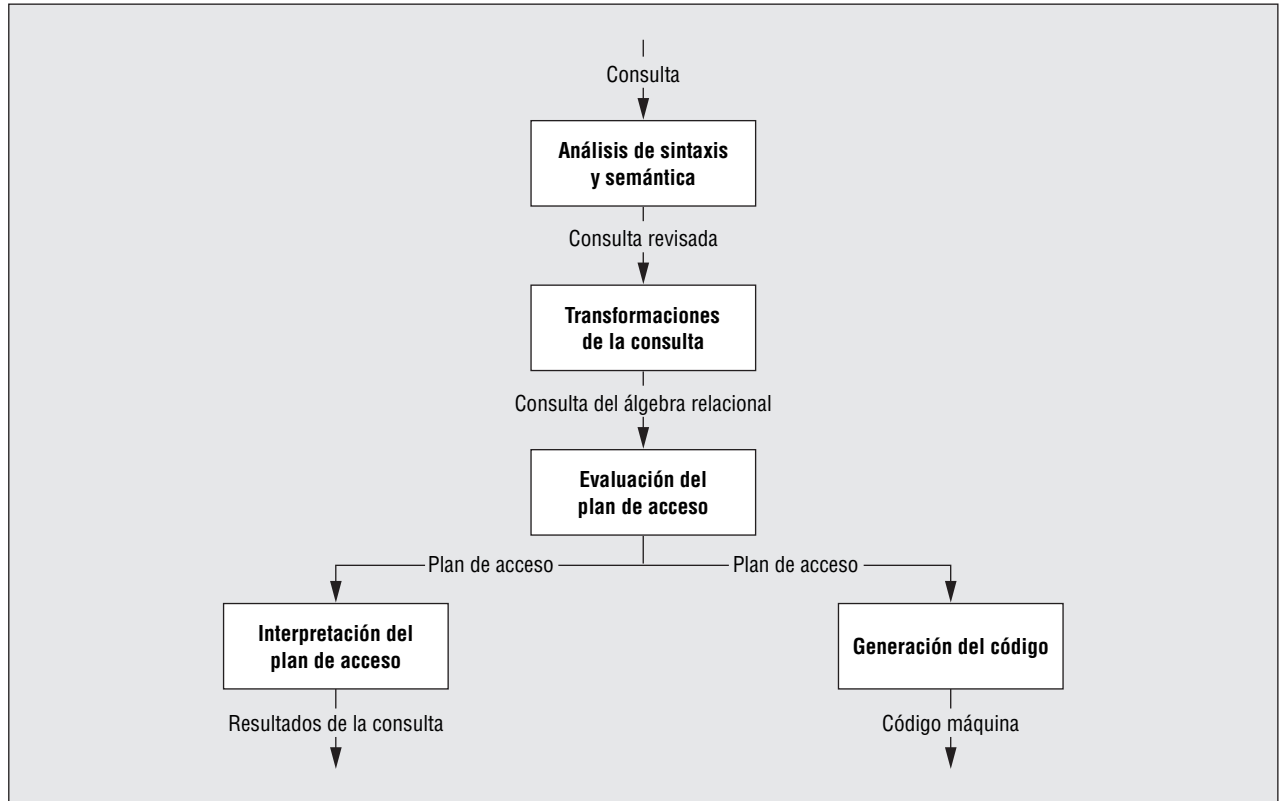 Consulta
Análisis de sintaxis
y semántica
Consulta revisada
Transformaciones
de la consulta
Consulta del álgebra relacional
Evaluación del
plan de acceso
Plan de acceso
Plan de acceso
Interpretación del
plan de acceso
Generación del código
Resultados de la consulta
Código máquina